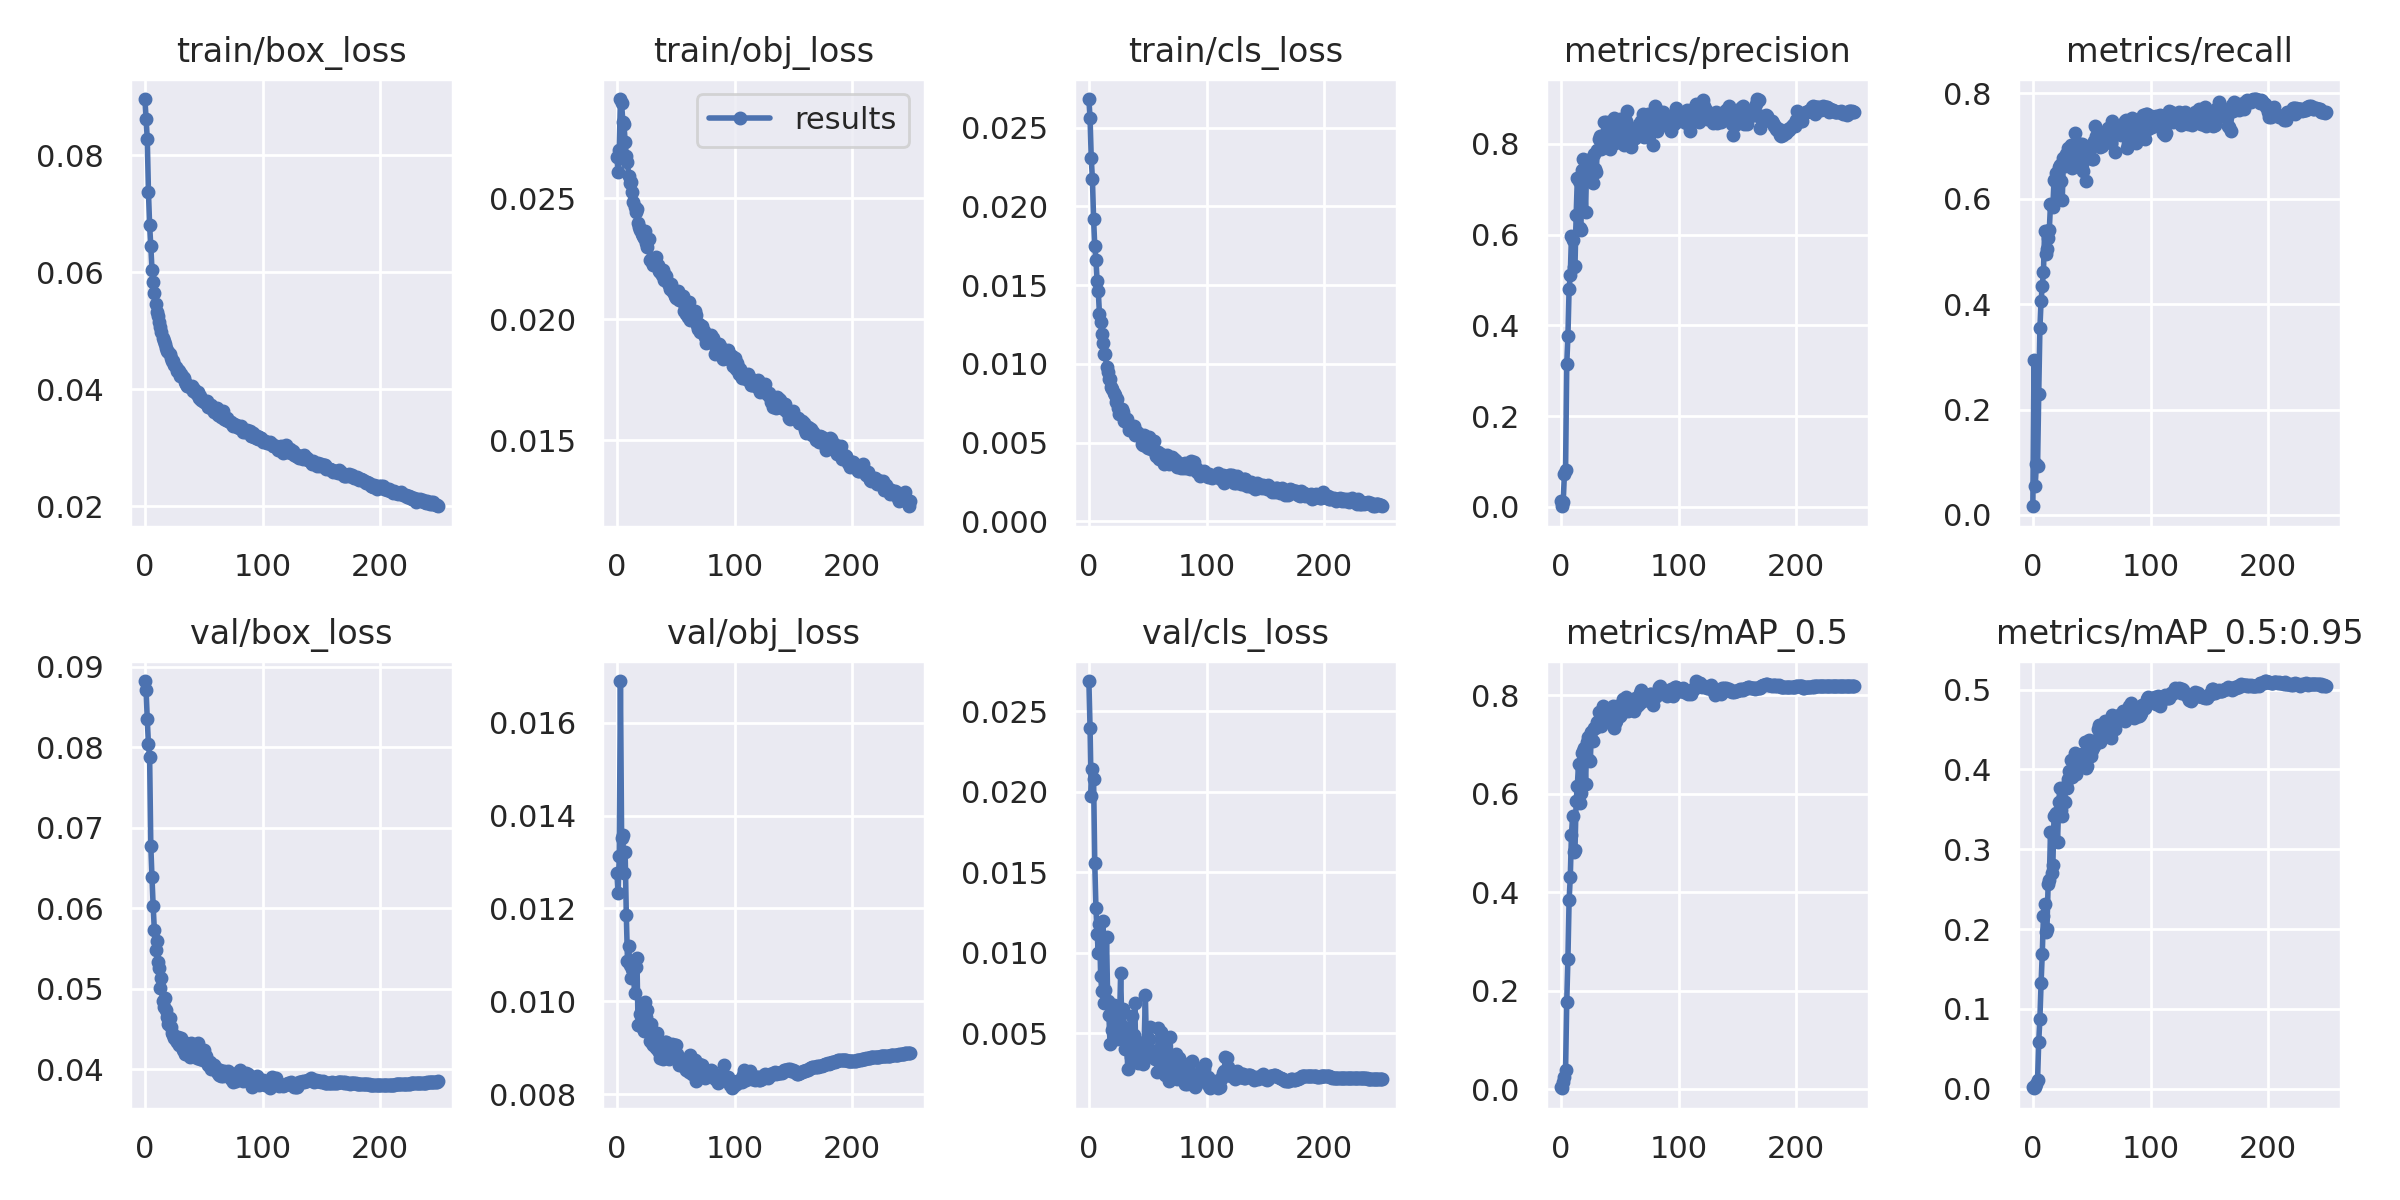 train/box_loss
0.08
0.06
0.04
0.02
0 100 200
train/obj_loss
results
0.025
0.020
0.015
0 100 200
train/cls_loss
0.025
0.020
0.015
0.010
0.005
0.000
0 100 200
metrics/precision
0.8
0.6
0.4
0.2
0.0
0 100 200
metrics/recall
0.8
0.6
0.4
0.2
0.0
0 100 200
val/box_loss
0.09
0.08
0.07
0.06
0.05
0.04
0 100 200
val/obj_loss
0.016
0.014
0.012
0.010
0.008
0 100 200
val/cls_loss
0.025
0.020
0.015
0.010
0.005
0 100 200
metrics/mAP_0.5
0.8
0.6
0.4
0.2
0.0
0 100 200
metrics/mAP_0.5:0.95
0.5
0.4
0.3
0.2
0.1
0.0
0 100 200